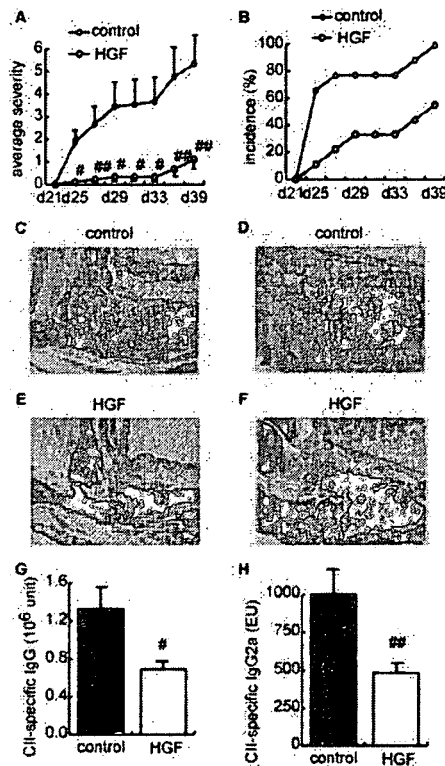 A
control
HGF
average severity
6
5
4
3
2
1
0
# ## # # # ## ##
d21 d25 d29 d33 d39
B
control
HGF
incidence (%)
100
80
60
40
20
0
d21 d25 d29 d33 d39
C control
D control
E HGF
F HGF
G
CII-specific IgG (10⁶ unit)
1.6
1.2
0.8
0.4
0.0
#
control HGF
H
CII-specific IgG2a (EU)
1000
750
500
250
0
##
control HGF